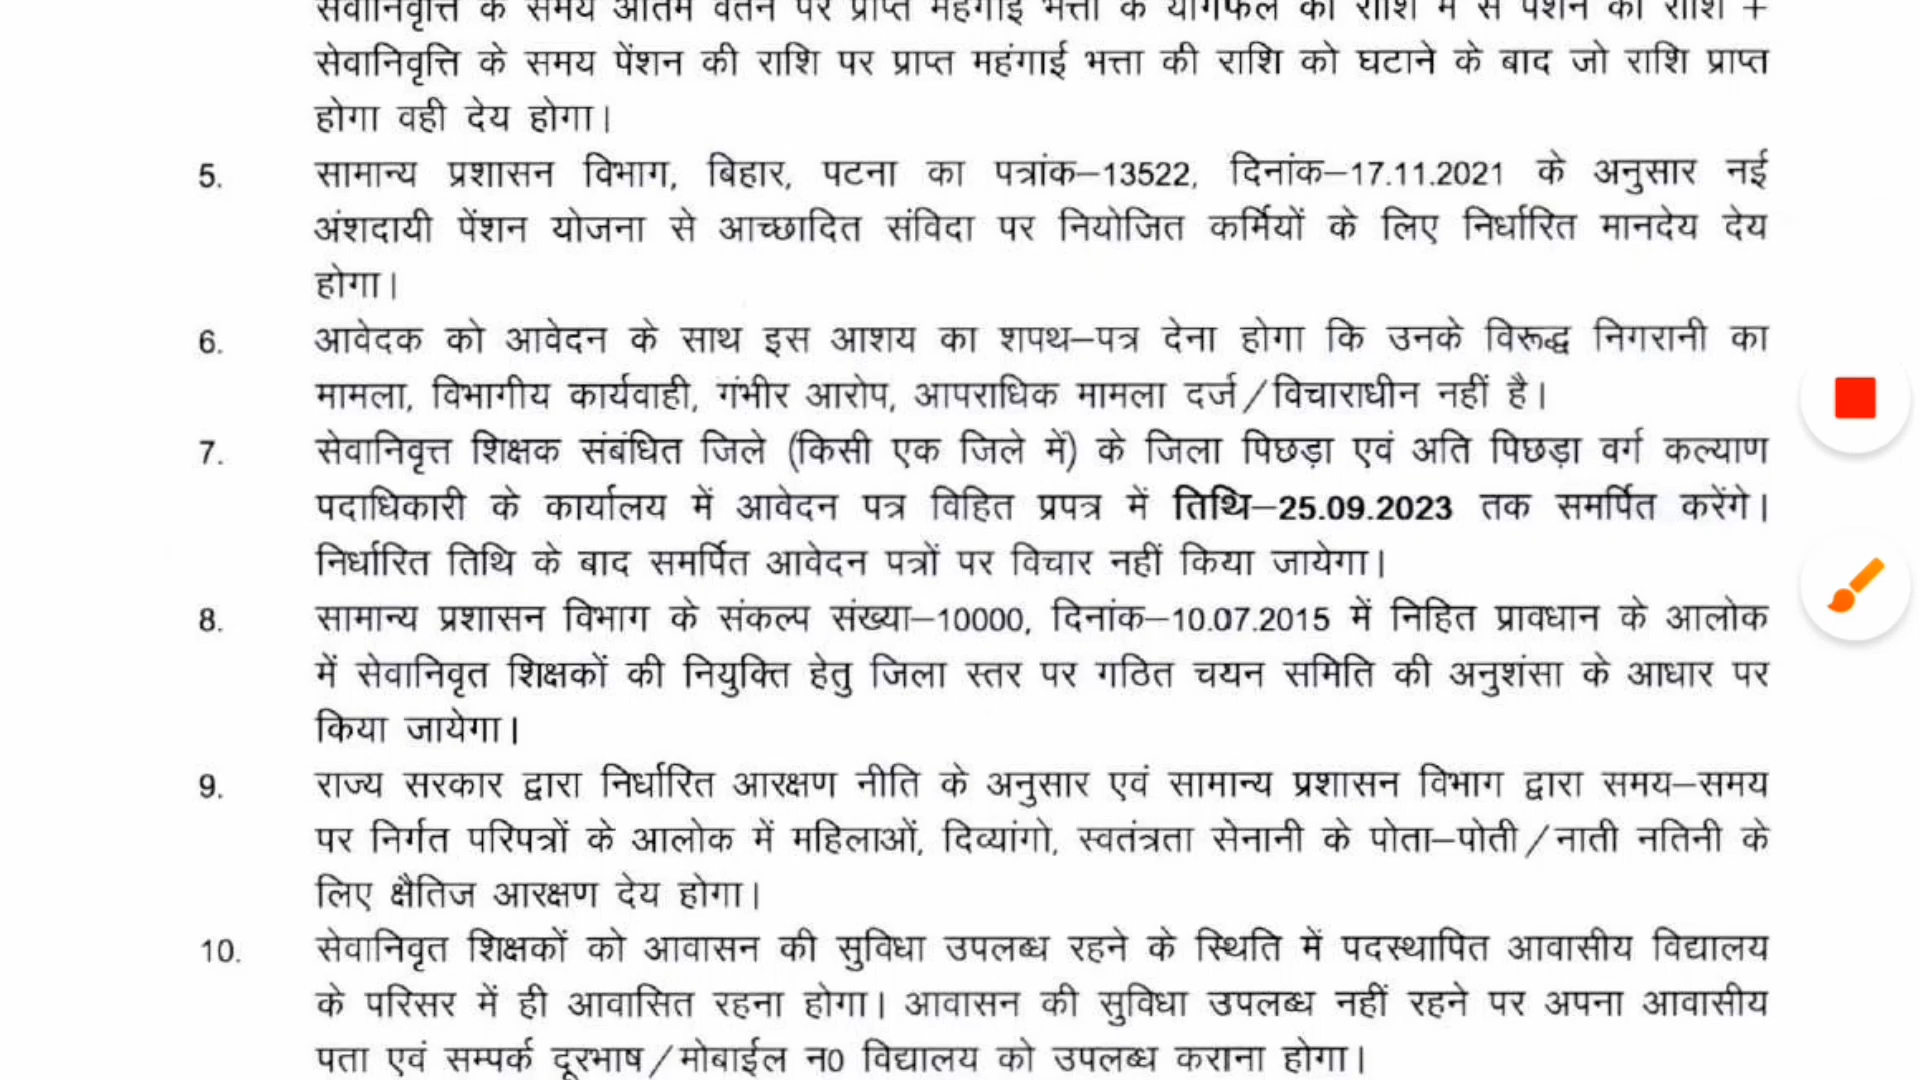 सेवानिवृत्ति के समय अंतिम वेतन पर प्राप्त महंगाई भत्ता के योगफल की राशि में से पेंशन की राशि +
सेवानिवृत्ति के समय पेंशन की राशि पर प्राप्त महंगाई भत्ता की राशि को घटाने के बाद जो राशि प्राप्त
होगा वही देय होगा।
5. सामान्य प्रशासन विभाग, बिहार, पटना का पत्रांक–13522, दिनांक–17.11.2021 के अनुसार नई
अंशदायी पेंशन योजना से आच्छादित संविदा पर नियोजित कर्मियों के लिए निर्धारित मानदेय देय
होगा।
6. आवेदक को आवेदन के साथ इस आशय का शपथ–पत्र देना होगा कि उनके विरूद्ध निगरानी का
मामला, विभागीय कार्यवाही, गंभीर आरोप, आपराधिक मामला दर्ज/विचाराधीन नहीं है।
7. सेवानिवृत्त शिक्षक संबंधित जिले (किसी एक जिले में) के जिला पिछड़ा एवं अति पिछड़ा वर्ग कल्याण
पदाधिकारी के कार्यालय में आवेदन पत्र विहित प्रपत्र में तिथि–25.09.2023 तक समर्पित करेंगे।
निर्धारित तिथि के बाद समर्पित आवेदन पत्रों पर विचार नहीं किया जायेगा।
8. सामान्य प्रशासन विभाग के संकल्प संख्या–10000, दिनांक–10.07.2015 में निहित प्रावधान के आलोक
में सेवानिवृत शिक्षकों की नियुक्ति हेतु जिला स्तर पर गठित चयन समिति की अनुशंसा के आधार पर
किया जायेगा।
9. राज्य सरकार द्वारा निर्धारित आरक्षण नीति के अनुसार एवं सामान्य प्रशासन विभाग द्वारा समय–समय
पर निर्गत परिपत्रों के आलोक में महिलाओं, दिव्यांगो, स्वतंत्रता सेनानी के पोता–पोती/नाती नतिनी के
लिए क्षैतिज आरक्षण देय होगा।
10. सेवानिवृत शिक्षकों को आवासन की सुविधा उपलब्ध रहने के स्थिति में पदस्थापित आवासीय विद्यालय
के परिसर में ही आवासित रहना होगा। आवासन की सुविधा उपलब्ध नहीं रहने पर अपना आवासीय
पता एवं सम्पर्क दूरभाष/मोबाईल न0 विद्यालय को उपलब्ध कराना होगा।